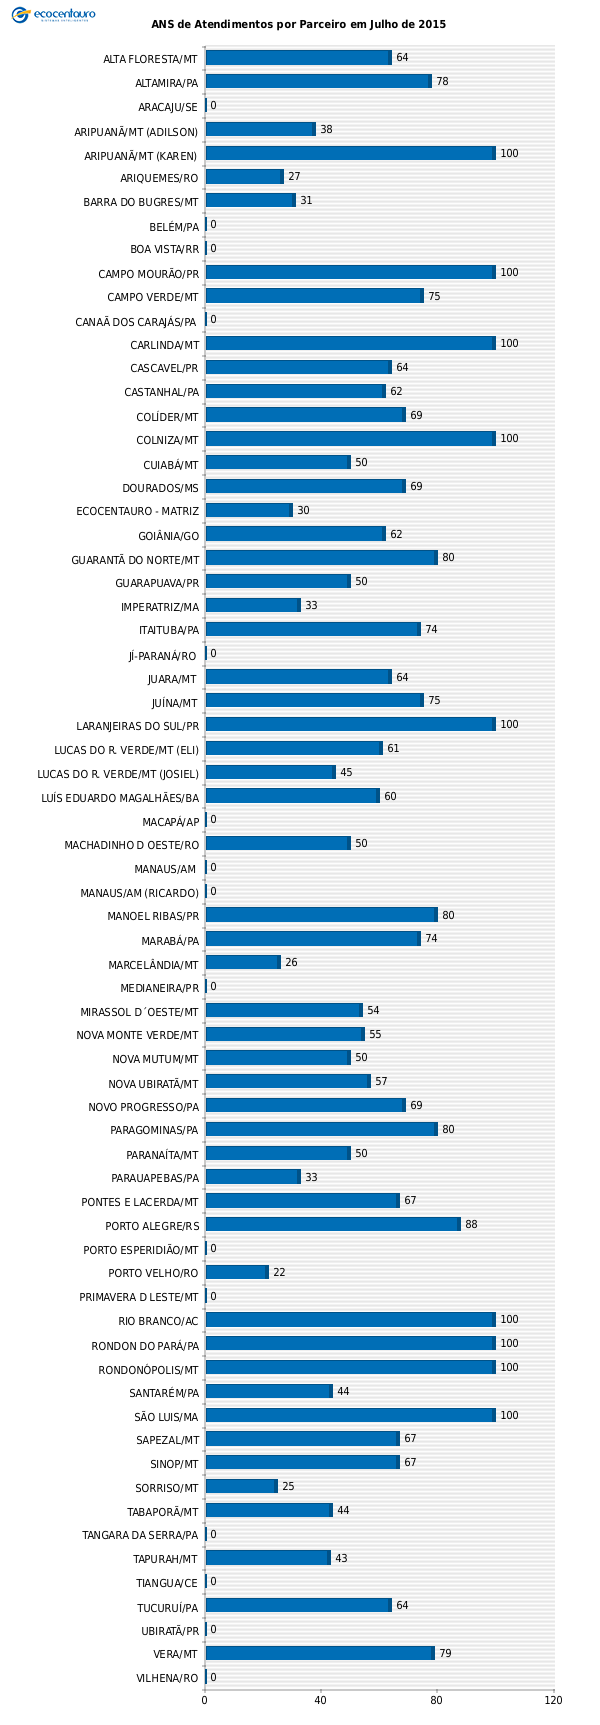 ecocentauro
ANS de Atendimentos por Parceiro em Julho de 2015
ALTA FLORESTA/MT 64
ALTAMIRA/PA 78
ARACAJU/SE 0
ARIPUANÃ/MT (ADILSON) 38
ARIPUANÃ/MT (KAREN) 100
ARIQUEMES/RO 27
BARRA DO BUGRES/MT 31
BELÉM/PA 0
BOA VISTA/RR 0
CAMPO MOURÃO/PR 100
CAMPO VERDE/MT 75
CANAÃ DOS CARAJÁS/PA 0
CARLINDA/MT 100
CASCAVEL/PR 64
CASTANHAL/PA 62
COLÍDER/MT 69
COLNIZA/MT 100
CUIABÁ/MT 50
DOURADOS/MS 69
ECOCENTAURO - MATRIZ 30
GOIÂNIA/GO 62
GUARANTÃ DO NORTE/MT 80
GUARAPUAVA/PR 50
IMPERATRIZ/MA 33
ITAITUBA/PA 74
JÍ-PARANÁ/RO 0
JUARA/MT 64
JUÍNA/MT 75
LARANJEIRAS DO SUL/PR 100
LUCAS DO R. VERDE/MT (ELI) 61
LUCAS DO R. VERDE/MT (JOSIEL) 45
LUÍS EDUARDO MAGALHÃES/BA 60
MACAPÁ/AP 0
MACHADINHO D OESTE/RO 50
MANAUS/AM 0
MANAUS/AM (RICARDO) 0
MANOEL RIBAS/PR 80
MARABÁ/PA 74
MARCELÂNDIA/MT 26
MEDIANEIRA/PR 0
MIRASSOL D´OESTE/MT 54
NOVA MONTE VERDE/MT 55
NOVA MUTUM/MT 50
NOVA UBIRATÃ/MT 57
NOVO PROGRESSO/PA 69
PARAGOMINAS/PA 80
PARANAÍTA/MT 50
PARAUAPEBAS/PA 33
PONTES E LACERDA/MT 67
PORTO ALEGRE/RS 88
PORTO ESPERIDIÃO/MT 0
PORTO VELHO/RO 22
PRIMAVERA D LESTE/MT 0
RIO BRANCO/AC 100
RONDON DO PARÁ/PA 100
RONDONÓPOLIS/MT 100
SANTARÉM/PA 44
SÃO LUIS/MA 100
SAPEZAL/MT 67
SINOP/MT 67
SORRISO/MT 25
TABAPORÃ/MT 44
TANGARA DA SERRA/PA 0
TAPURAH/MT 43
TIANGUA/CE 0
TUCURUÍ/PA 64
UBIRATÃ/PR 0
VERA/MT 79
VILHENA/RO 0
0 40 80 120